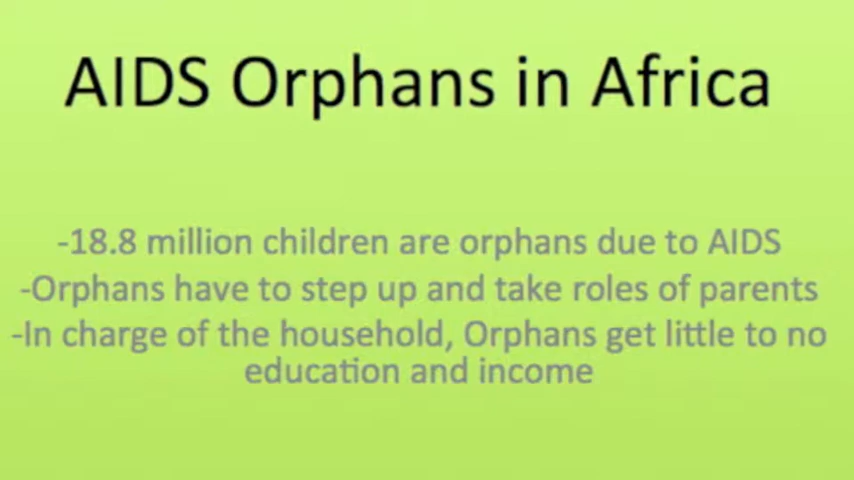 AIDS Orphans in Africa
-18.8 million children are orphans due to AIDS
-Orphans have to step up and take roles of parents
-In charge of the household, Orphans get little to no
education and income